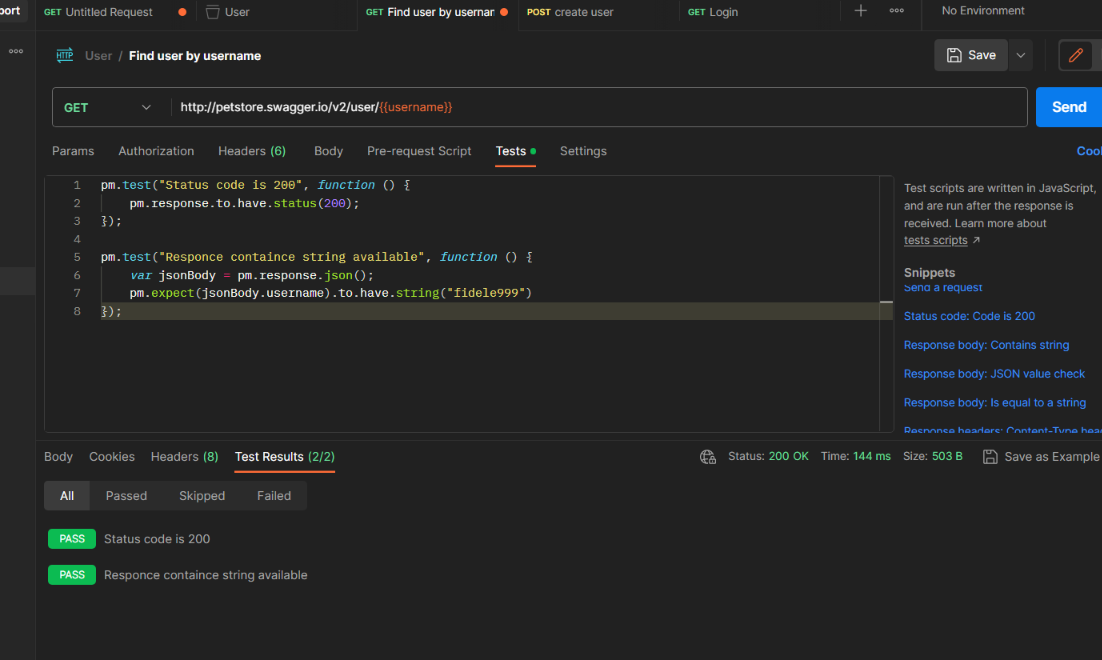 port GET Untitled Request User GET Find user by usernar POST create user GET Login No Environment
HTTP User / Find user by username Save
GET http://petstore.swagger.io/v2/user/{{username}} Send
Params Authorization Headers (6) Body Pre-request Script Tests Settings Cool
1 pm.test("Status code is 200", function () {
2 pm.response.to.have.status(200);
3 });
4
5 pm.test("Responce containce string available", function () {
6 var jsonBody = pm.response.json();
7 pm.expect(jsonBody.username).to.have.string("fidele999")
8 });
Test scripts are written in JavaScript,
and are run after the response is
received. Learn more about
tests scripts ↗
Snippets
Send a request
Status code: Code is 200
Response body: Contains string
Response body: JSON value check
Response body: Is equal to a string
Response headers: Content-Type head
Body Cookies Headers (8) Test Results (2/2) Status: 200 OK Time: 144 ms Size: 503 B Save as Example
All Passed Skipped Failed
PASS Status code is 200
PASS Responce containce string available